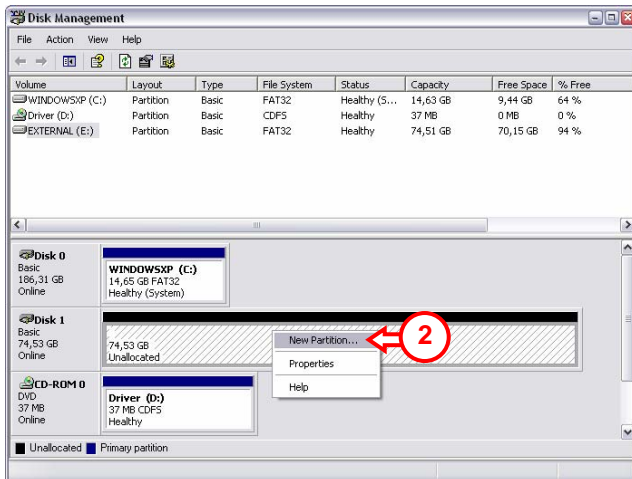 Disk Management
File Action View Help
Volume Layout Type File System Status Capacity Free Space % Free
WINDOWSXP (C:) Partition Basic FAT32 Healthy (S... 14,63 GB 9,44 GB 64 %
Driver (D:) Partition Basic CDFS Healthy 37 MB 0 MB 0 %
EXTERNAL (E:) Partition Basic FAT32 Healthy 74,51 GB 70,15 GB 94 %
Disk 0
Basic
186,31 GB
Online
WINDOWSXP (C:)
14,65 GB FAT32
Healthy (System)
Disk 1
Basic
74,53 GB
Online
74,53 GB
Unallocated
New Partition...
Properties
Help
2
CD-ROM 0
DVD
37 MB
Online
Driver (D:)
37 MB CDFS
Healthy
Unallocated Primary partition